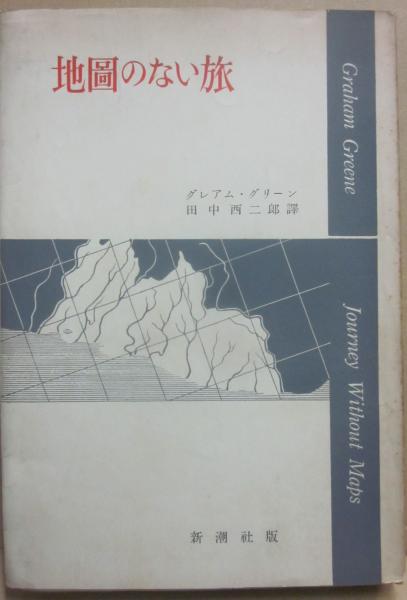 地圖のない旅
グレアム・グリーン
田中西二郎譯
Graham Greene
Journey Without Maps
新潮社版